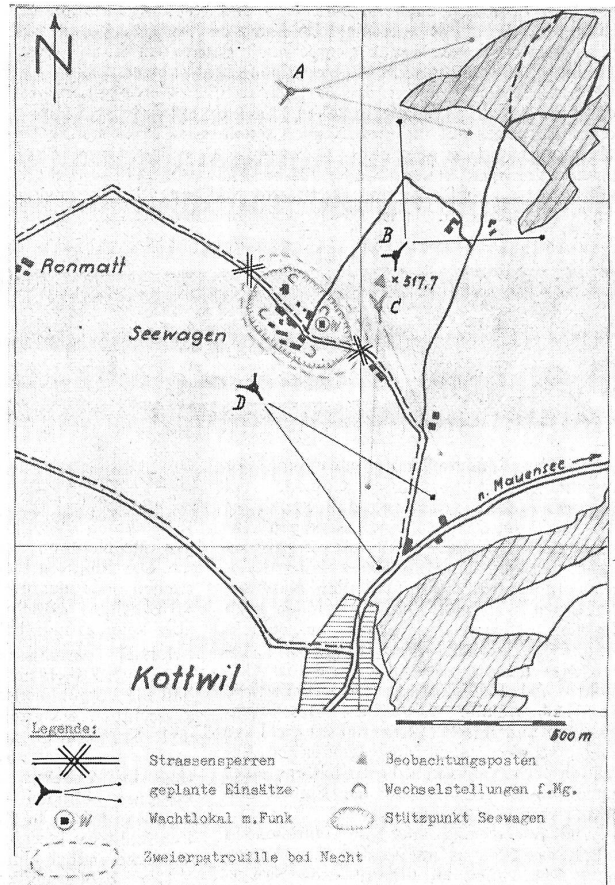 N
A
B
× 517,7
C
Ronmatt
Seewagen
W
D
n. Mauensee
Kottwil
500 m
Legende:
Strassensperren
Beobachtungsposten
geplante Einsätze
Wechselstellungen f.Mg.
W
Wachtlokal m.Funk
Stützpunkt Seewagen
Zweierpatrouille bei Nacht